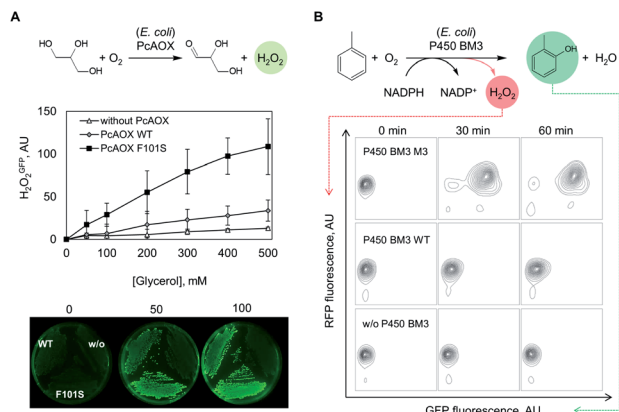 A
(E. coli)
PcAOX
HO
OH
OH
+ O2
O
OH
OH
+
H2O2
H2O2^GFP, AU
150
100
50
0
without PcAOX
PcAOX WT
PcAOX F101S
0
100
200
300
400
500
[Glycerol], mM
0
50
100
WT
w/o
F101S
B
(E. coli)
P450 BM3
+ O2
NADPH
NADP+
H2O2
OH
+ H2O
0 min
30 min
60 min
P450 BM3 M3
P450 BM3 WT
w/o P450 BM3
RFP fluorescence, AU
GFP fluorescence, AU